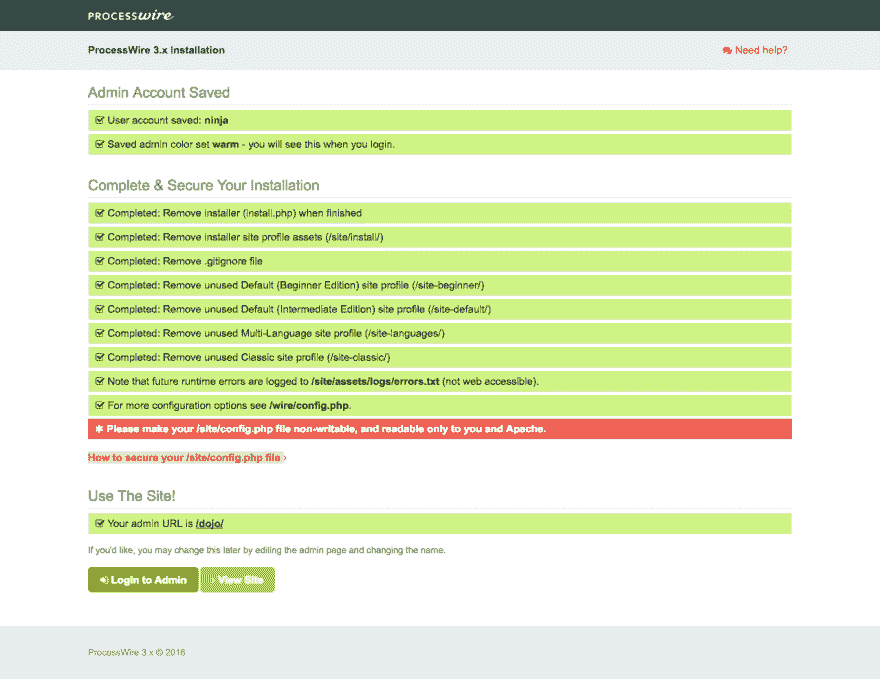 PROCESSwire
ProcessWire 3.x Installation
Need help?
Admin Account Saved
User account saved: ninja
Saved admin color set warm - you will see this when you login.
Complete & Secure Your Installation
Completed: Remove installer (install.php) when finished
Completed: Remove installer site profile assets (/site/install/)
Completed: Remove .gitignore file
Completed: Remove unused Default (Beginner Edition) site profile (/site-beginner/)
Completed: Remove unused Default (Intermediate Edition) site profile (/site-default/)
Completed: Remove unused Multi-Language site profile (/site-languages/)
Completed: Remove unused Classic site profile (/site-classic/)
Note that future runtime errors are logged to /site/assets/logs/errors.txt (not web accessible).
For more configuration options see /wire/config.php.
* Please make your /site/config.php file non-writable, and readable only to you and Apache.
How to secure your /site/config.php file ›
Use The Site!
Your admin URL is /dojo/
If you'd like, you may change this later by editing the admin page and changing the name.
Login to Admin
View Site
ProcessWire 3.x © 2016